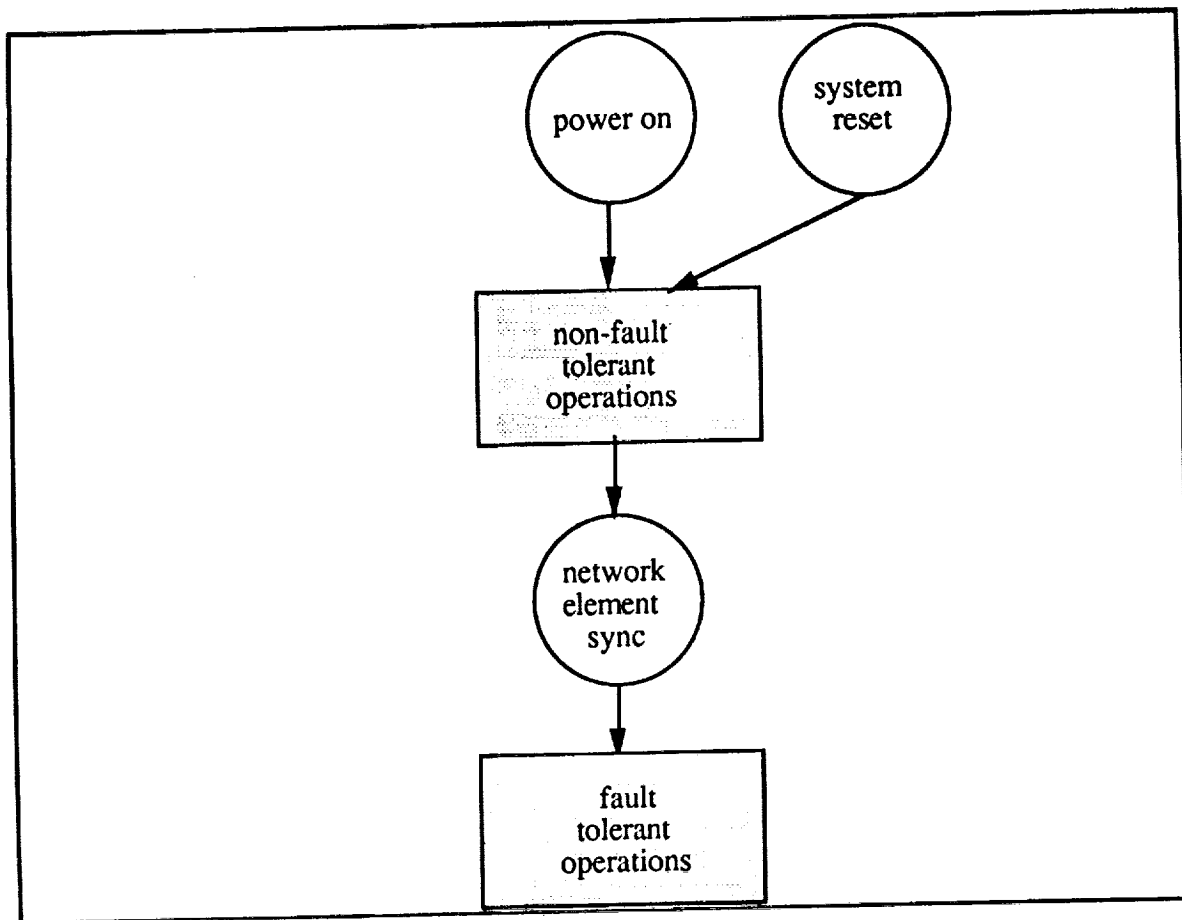 power on
system
reset
non-fault
tolerant
operations
network
element
sync
fault
tolerant
operations